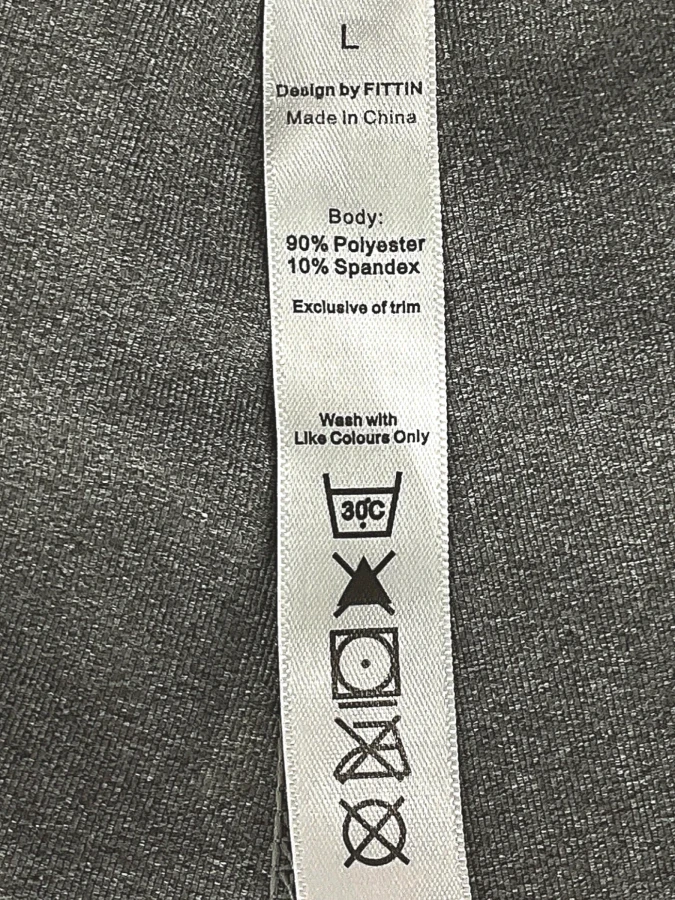 L
Design by FITTIN
Made in China
Body:
90% Polyester
10% Spandex
Exclusive of trim
Wash with
Like Colours Only
30°C